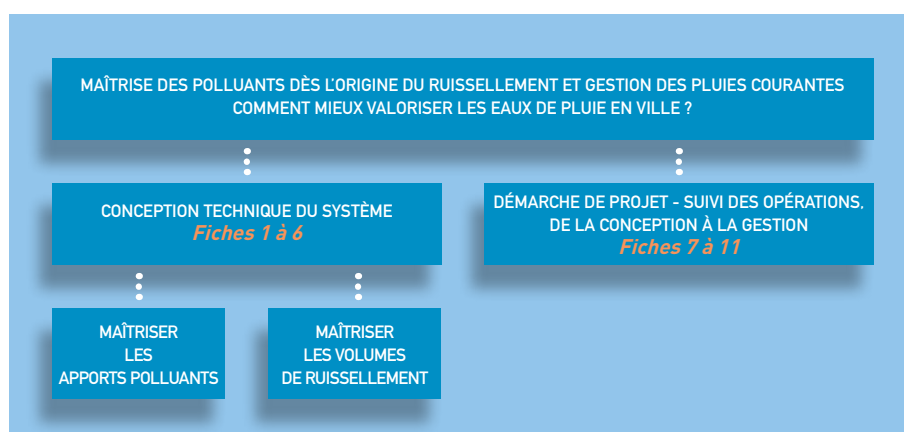 MAÎTRISE DES POLLUANTS DÈS L'ORIGINE DU RUISSELLEMENT ET GESTION DES PLUIES COURANTES
COMMENT MIEUX VALORISER LES EAUX DE PLUIE EN VILLE ?
CONCEPTION TECHNIQUE DU SYSTÈME
Fiches 1 à 6
DÉMARCHE DE PROJET - SUIVI DES OPÉRATIONS,
DE LA CONCEPTION À LA GESTION
Fiches 7 à 11
MAÎTRISER
LES
APPORTS POLLUANTS
MAÎTRISER
LES VOLUMES
DE RUISSELLEMENT